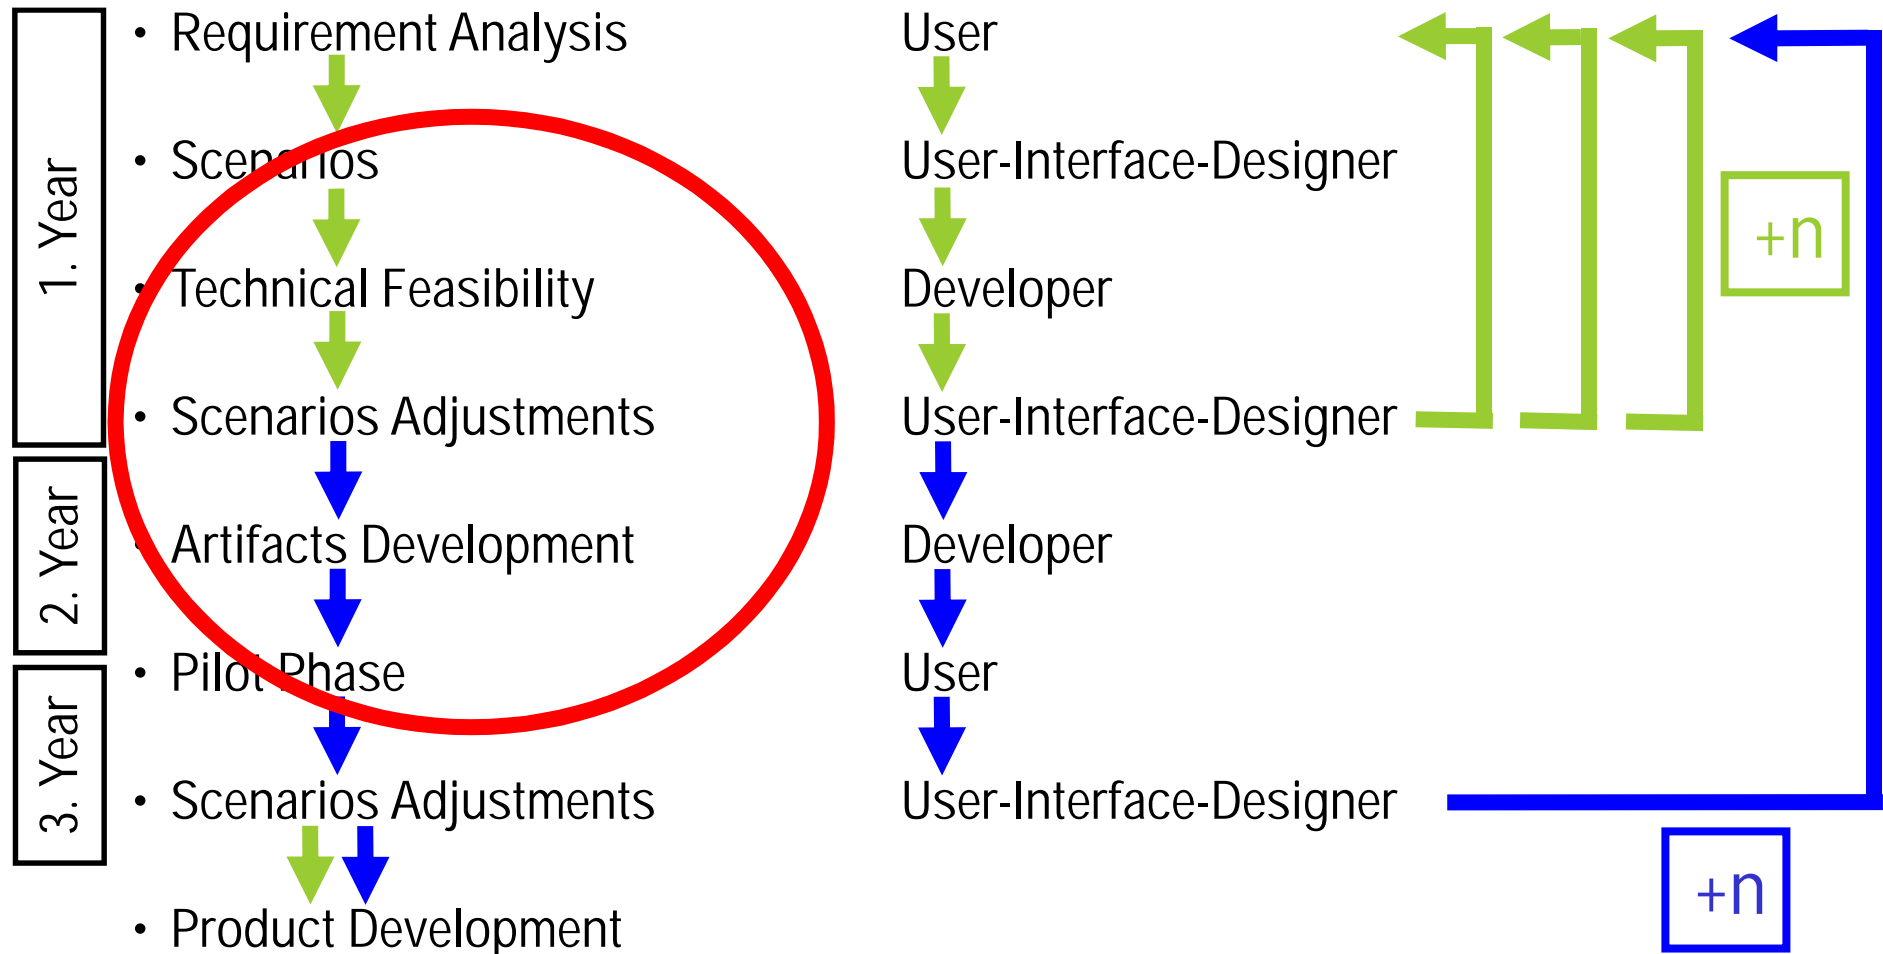 1. Year
• Requirement Analysis User
• Scenarios User-Interface-Designer
+n
• Technical Feasibility Developer
• Scenarios Adjustments User-Interface-Designer
2. Year
• Artifacts Development Developer
• Pilot Phase User
3. Year
• Scenarios Adjustments User-Interface-Designer
+n
• Product Development